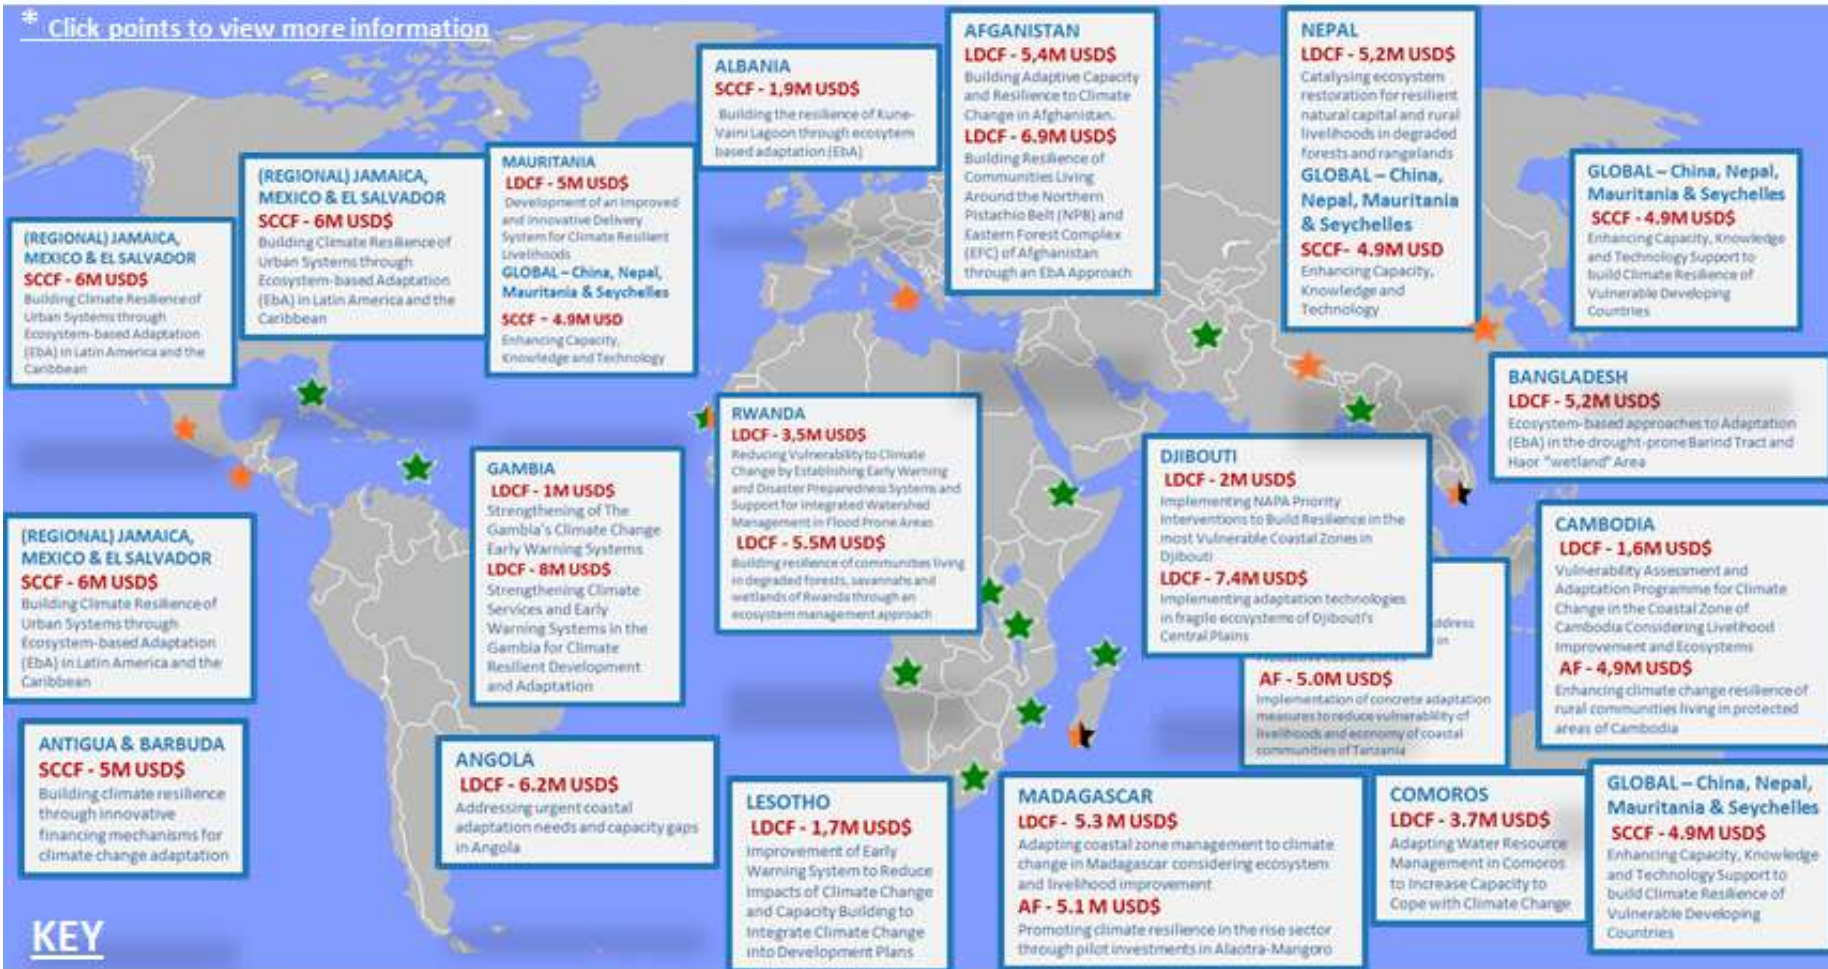 * Click points to view more information
(REGIONAL) JAMAICA,
MEXICO & EL SALVADOR
SCCF - 6M USD$
Building Climate Resilience of
Urban Systems through
Ecosystem-based Adaptation
(EbA) in Latin America and the
Caribbean
(REGIONAL) JAMAICA,
MEXICO & EL SALVADOR
SCCF - 6M USD$
Building Climate Resilience of
Urban Systems through
Ecosystem-based Adaptation
(EbA) in Latin America and the
Caribbean
MAURITANIA
LDCF - 5M USD$
Development of an Improved
and Innovative Delivery
System for Climate Resilient
Livelihoods
GLOBAL – China, Nepal,
Mauritania & Seychelles
SCCF - 4.9M USD
Enhancing Capacity,
Knowledge and Technology
ALBANIA
SCCF - 1,9M USD$
Building the resilience of Kune-
Vaini Lagoon through ecosytem
based adaptation (EbA)
AFGANISTAN
LDCF - 5,4M USD$
Building Adaptive Capacity
and Resilience to Climate
Change in Afghanistan.
LDCF - 6.9M USD$
Building Resilience of
Communities Living
Around the Northern
Pistachio Belt (NPB) and
Eastern Forest Complex
(EFC) of Afghanistan
through an EbA Approach
NEPAL
LDCF - 5,2M USD$
Catalysing ecosystem
restoration for resilient
natural capital and rural
livelihoods in degraded
forests and rangelands
GLOBAL – China,
Nepal, Mauritania
& Seychelles
SCCF- 4.9M USD
Enhancing Capacity,
Knowledge and
Technology
GLOBAL – China, Nepal,
Mauritania & Seychelles
SCCF - 4.9M USD$
Enhancing Capacity, Knowledge
and Technology Support to
build Climate Resilience of
Vulnerable Developing
Countries
BANGLADESH
LDCF - 5,2M USD$
Ecosystem-based approaches to Adaptation
(EbA) in the drought-prone Barind Tract and
Haor "wetland" Area
RWANDA
LDCF - 3,5M USD$
Reducing Vulnerability to Climate
Change by Establishing Early Warning
and Disaster Preparedness Systems and
Support for Integrated Watershed
Management in Flood Prone Areas
LDCF - 5.5M USD$
Building resilience of communities living
in degraded forests, savannahs and
wetlands of Rwanda through an
ecosystem management approach
GAMBIA
LDCF - 1M USD$
Strengthening of The
Gambia's Climate Change
Early Warning Systems
LDCF - 8M USD$
Strengthening Climate
Services and Early
Warning Systems in the
Gambia for Climate
Resilient Development
and Adaptation
DJIBOUTI
LDCF - 2M USD$
Implementing NAPA Priority
Interventions to Build Resilience in the
most Vulnerable Coastal Zones in
Djibouti
LDCF - 7.4M USD$
Implementing adaptation technologies
in fragile ecosystems of Djibouti's
Central Plains
address
in
AF - 5.0M USD$
Implementation of concrete adaptation
measures to reduce vulnerability of
livelihoods and economy of coastal
communities of Tanzania
CAMBODIA
LDCF - 1,6M USD$
Vulnerability Assessment and
Adaptation Programme for Climate
Change in the Coastal Zone of
Cambodia Considering Livelihood
Improvement and Ecosystems
AF - 4,9M USD$
Enhancing climate change resilience of
rural communities living in protected
areas of Cambodia
(REGIONAL) JAMAICA,
MEXICO & EL SALVADOR
SCCF - 6M USD$
Building Climate Resilience of
Urban Systems through
Ecosystem-based Adaptation
(EbA) in Latin America and the
Caribbean
ANTIGUA & BARBUDA
SCCF - 5M USD$
Building climate resilience
through innovative
financing mechanisms for
climate change adaptation
ANGOLA
LDCF - 6.2M USD$
Addressing urgent coastal
adaptation needs and capacity gaps
in Angola
LESOTHO
LDCF - 1,7M USD$
Improvement of Early
Warning System to Reduce
Impacts of Climate Change
and Capacity Building to
Integrate Climate Change
into Development Plans
MADAGASCAR
LDCF - 5.3 M USD$
Adapting coastal zone management to climate
change in Madagascar considering ecosystem
and livelihood improvement
AF - 5.1 M USD$
Promoting climate resilience in the rise sector
through pilot investments in Alaotra-Mangoro
COMOROS
LDCF - 3.7M USD$
Adapting Water Resource
Management in Comoros
to Increase Capacity to
Cope with Climate Change
GLOBAL – China, Nepal,
Mauritania & Seychelles
SCCF - 4.9M USD$
Enhancing Capacity, Knowledge
and Technology Support to
build Climate Resilience of
Vulnerable Developing
Countries
KEY